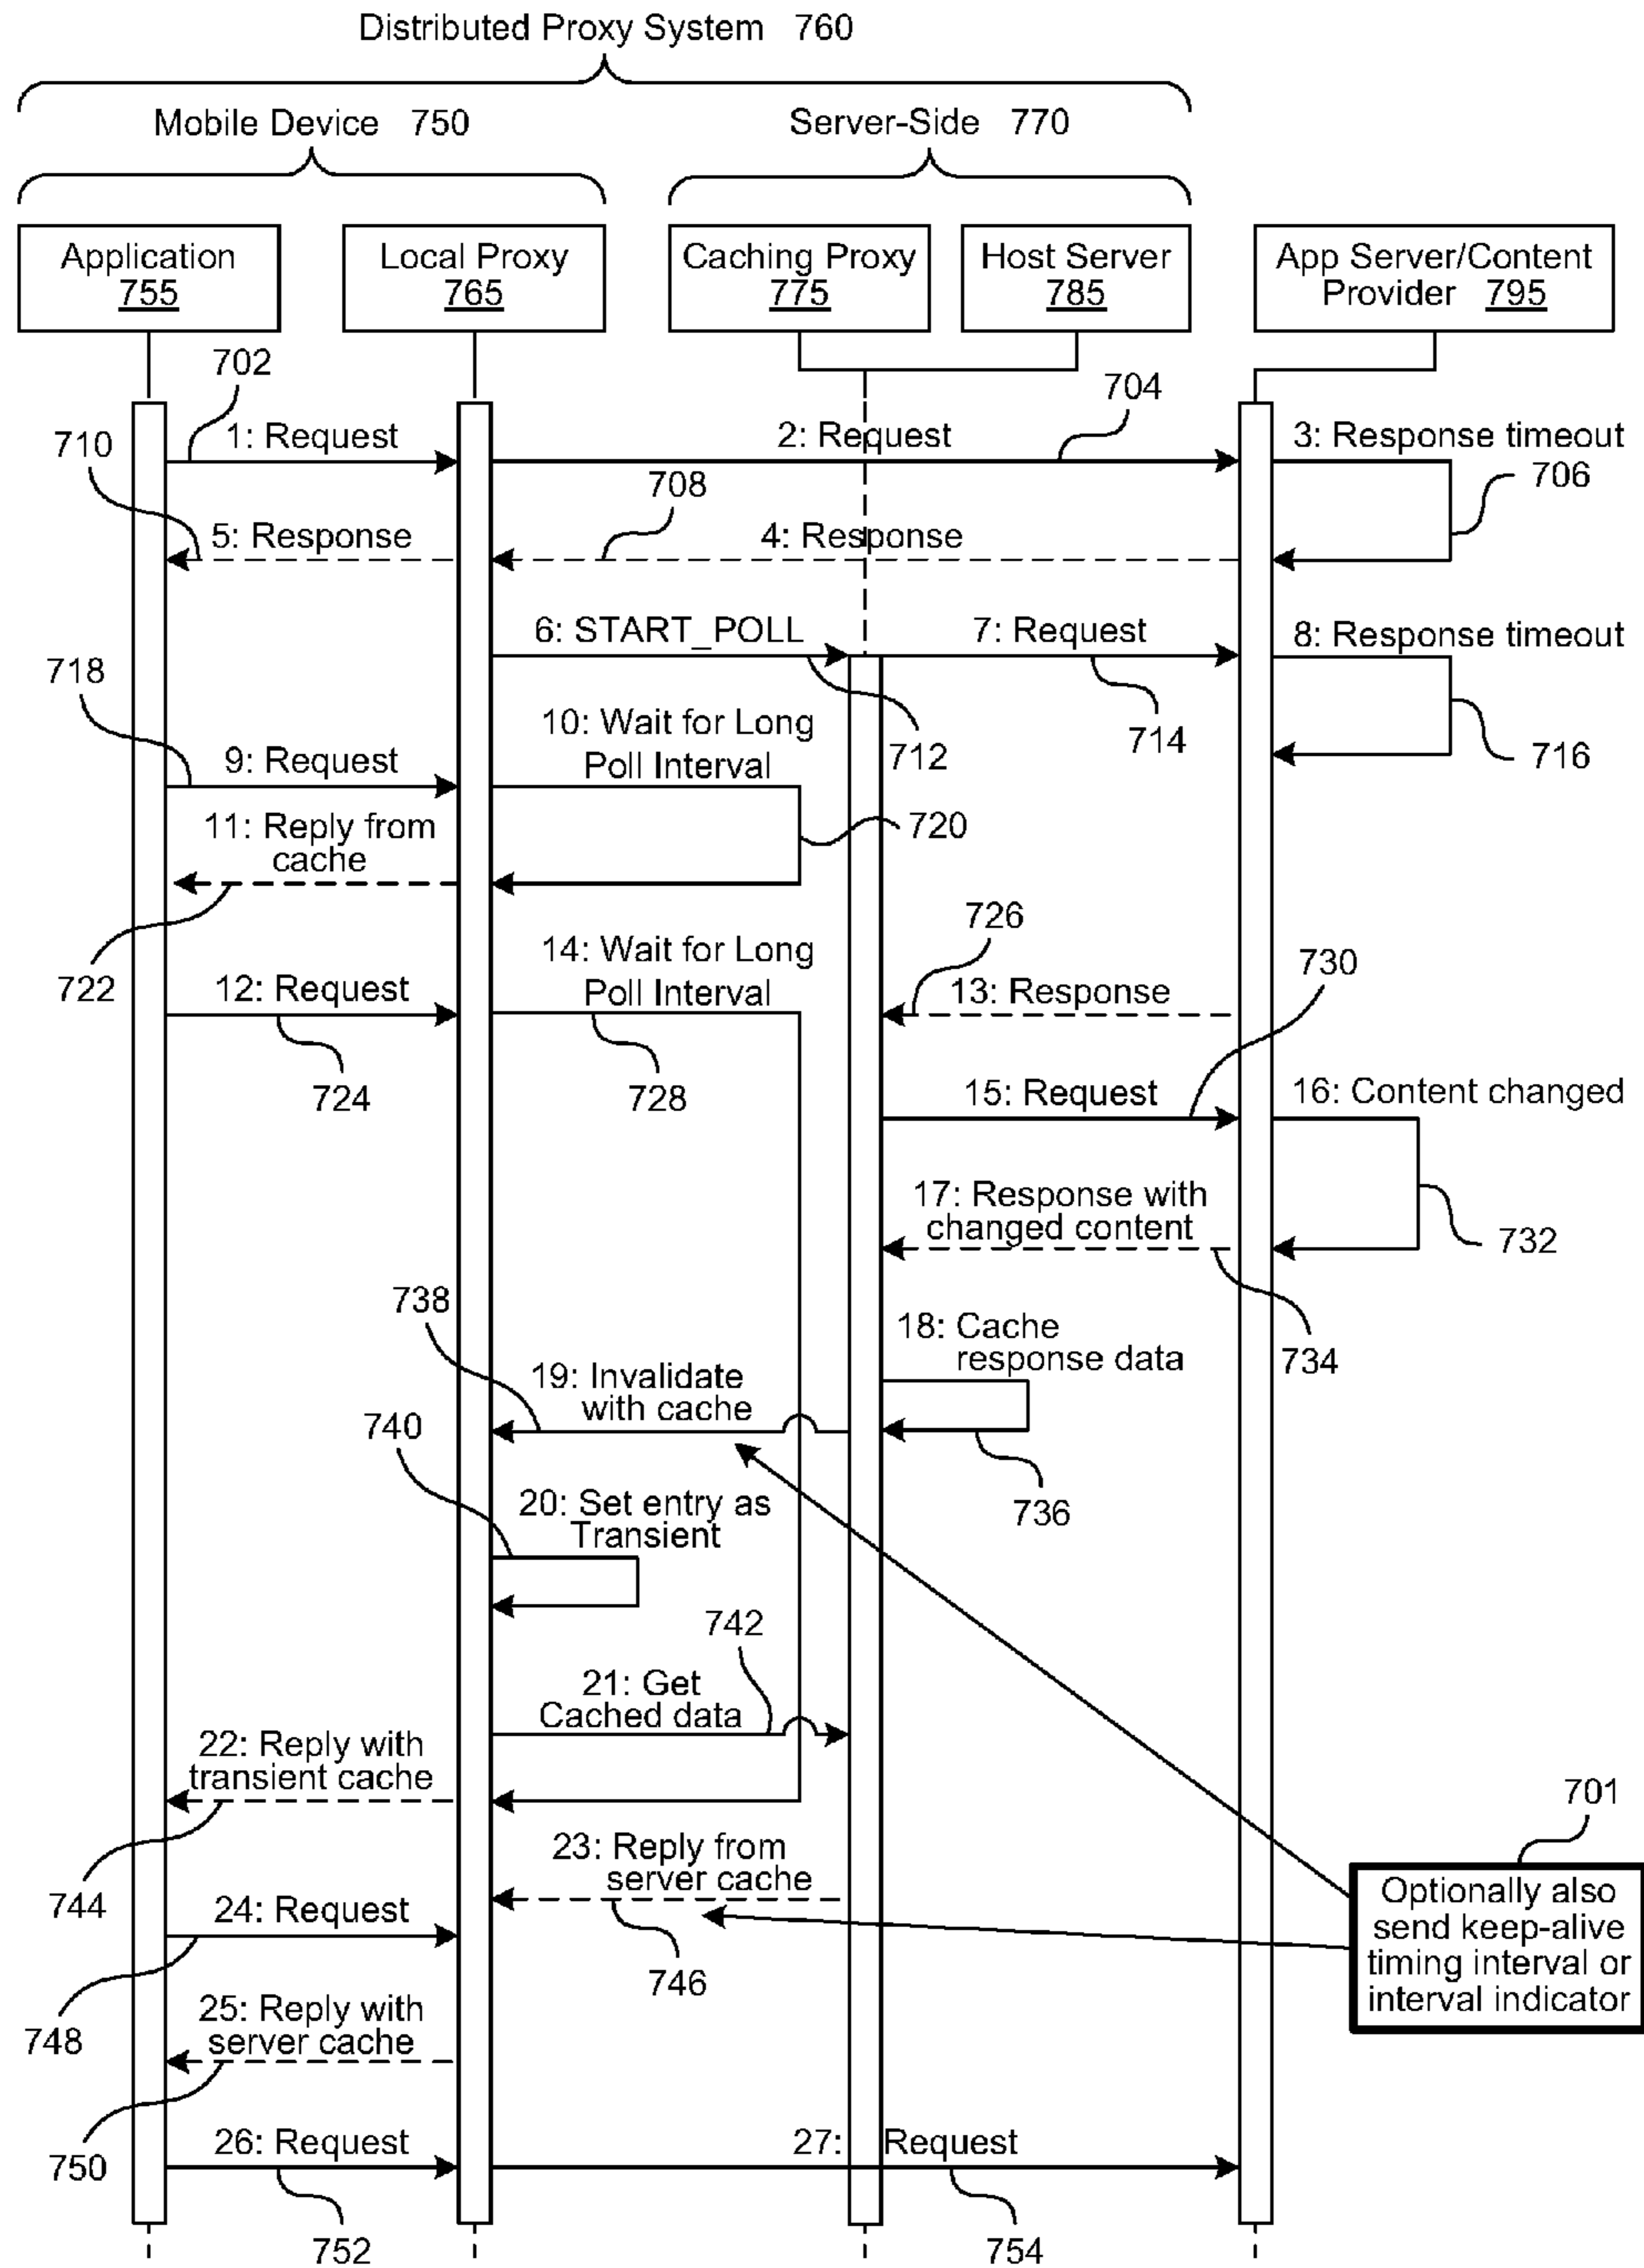 Distributed Proxy System 760
Mobile Device 750
Server-Side 770
Application
755
Local Proxy
765
Caching Proxy
775
Host Server
785
App Server/Content
Provider 795
702
704
1: Request
2: Request
3: Response timeout
710
706
708
5: Response
4: Response
6: START_POLL
7: Request
8: Response timeout
718
712
714
716
10: Wait for Long
Poll Interval
9: Request
720
11: Reply from
cache
722
726
730
14: Wait for Long
Poll Interval
12: Request
13: Response
724
728
15: Request
16: Content changed
17: Response with
changed content
732
734
738
18: Cache
response data
19: Invalidate
with cache
740
736
20: Set entry as
Transient
742
21: Get
Cached data
22: Reply with
transient cache
701
23: Reply from
server cache
744
24: Request
746
Optionally also
send keep-alive
timing interval or
interval indicator
748
25: Reply with
server cache
750
26: Request
27: Request
752
754